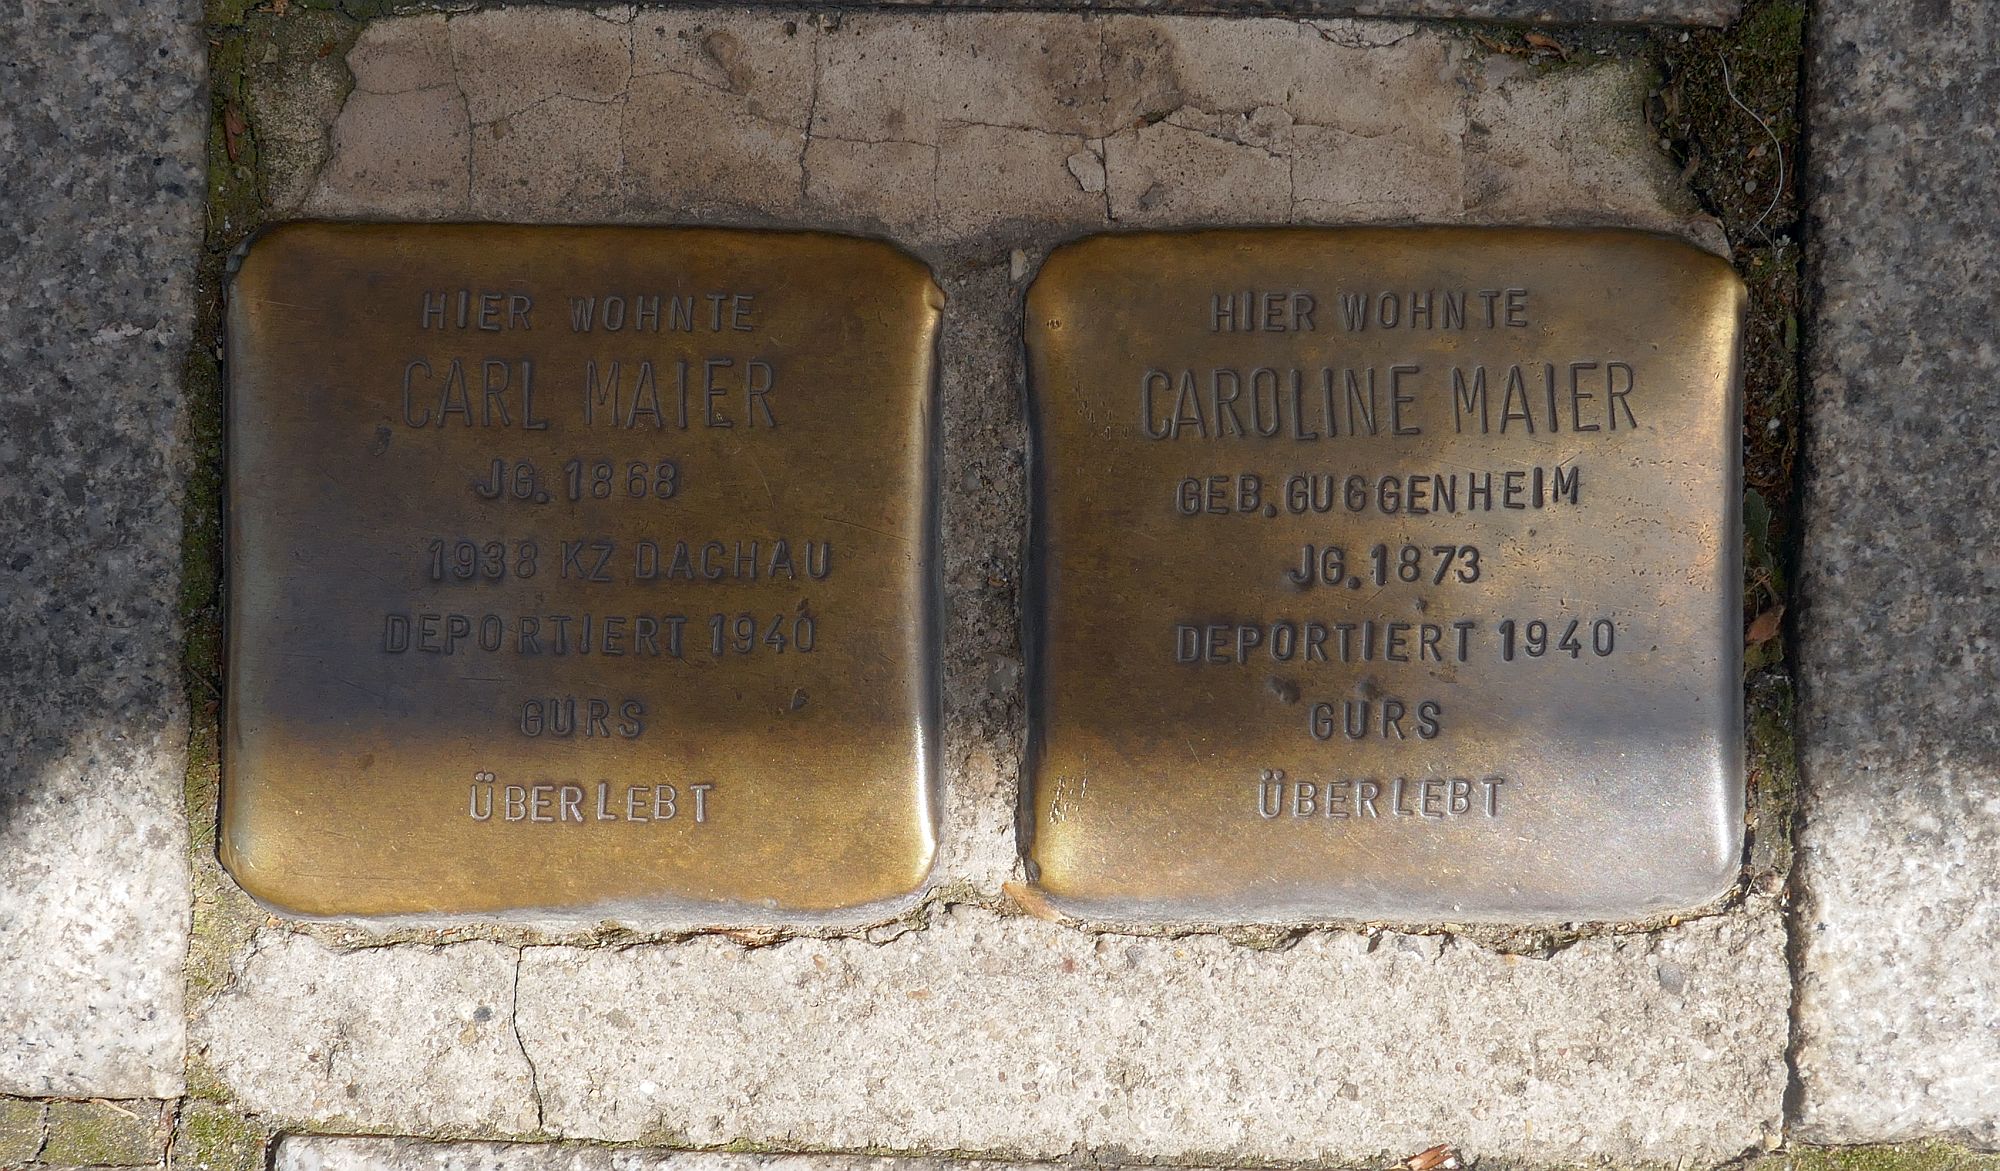 HIER WOHNTE
CARL MAIER
JG. 1868
1938 KZ DACHAU
DEPORTIERT 1940
GURS
ÜBERLEBT
HIER WOHNTE
CAROLINE MAIER
GEB. GUGGENHEIM
JG. 1873
DEPORTIERT 1940
GURS
ÜBERLEBT